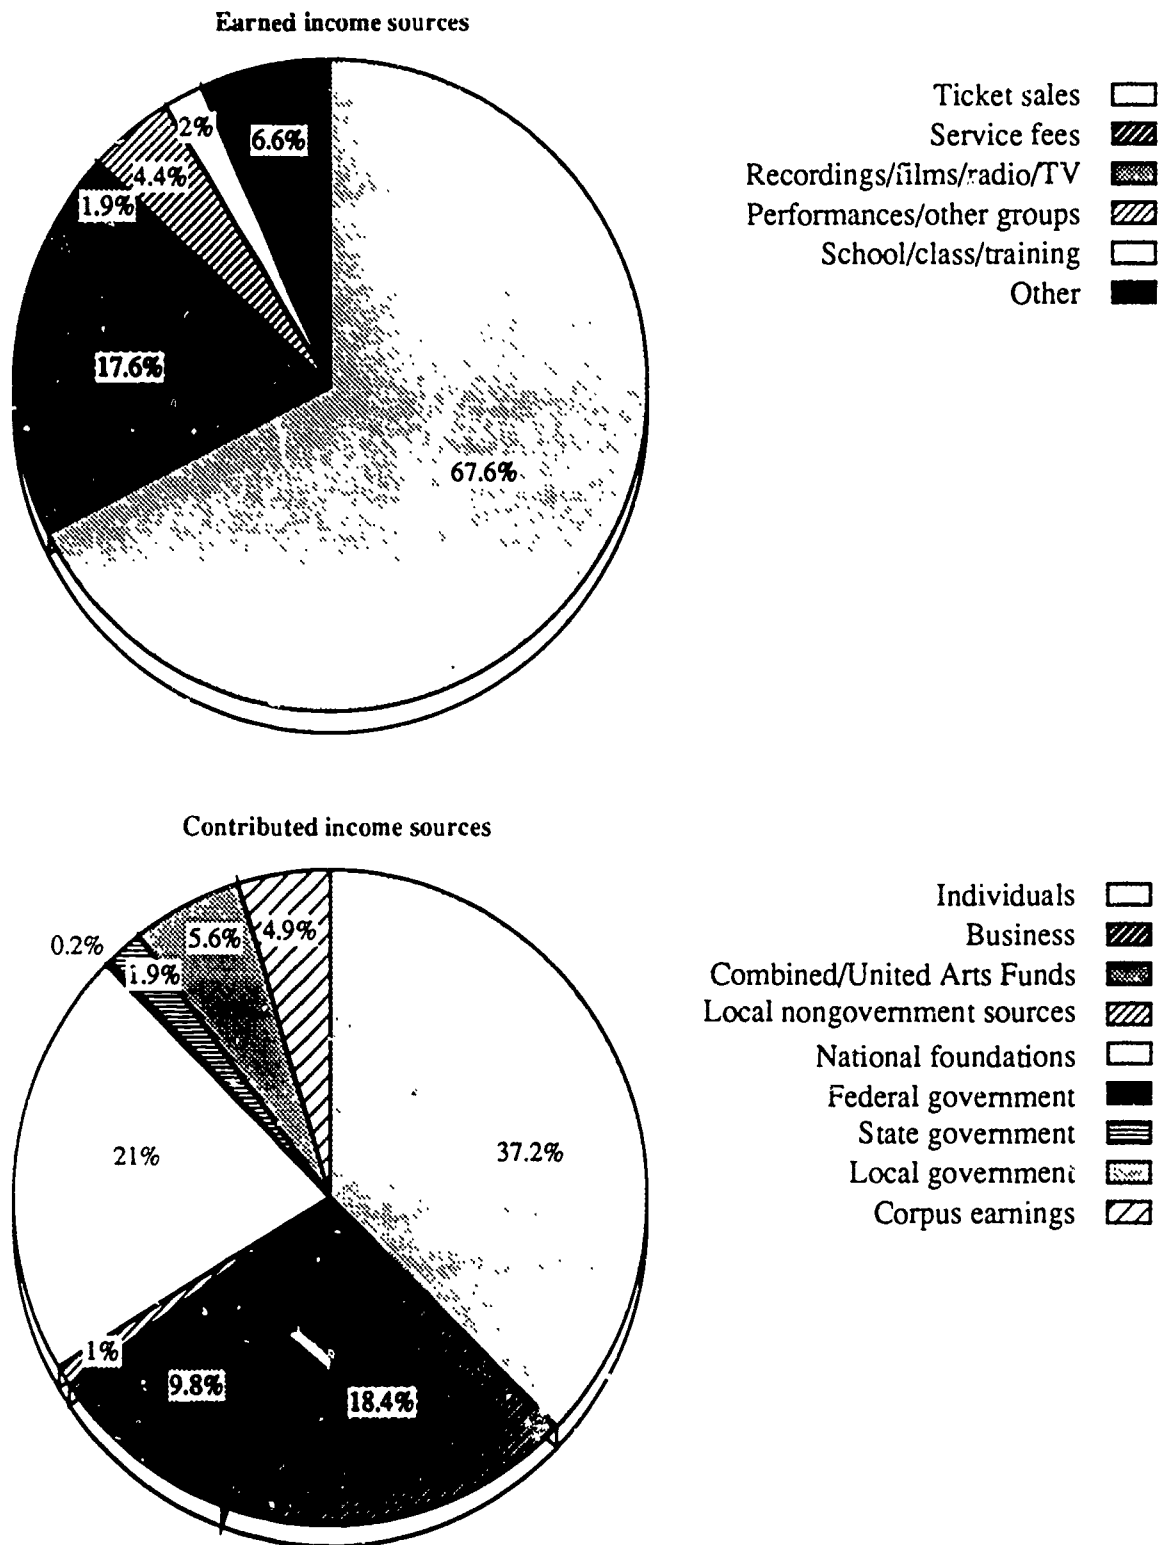 Earned income sources
2%
6.6%
4.4%
1.9%
17.6%
67.6%
Ticket sales
Service fees
Recordings/films/radio/TV
Performances/other groups
School/class/training
Other
Contributed income sources
0.2%
1.9%
5.6%
4.9%
21%
37.2%
1%
9.8%
18.4%
Individuals
Business
Combined/United Arts Funds
Local nongovernment sources
National foundations
Federal government
State government
Local government
Corpus earnings